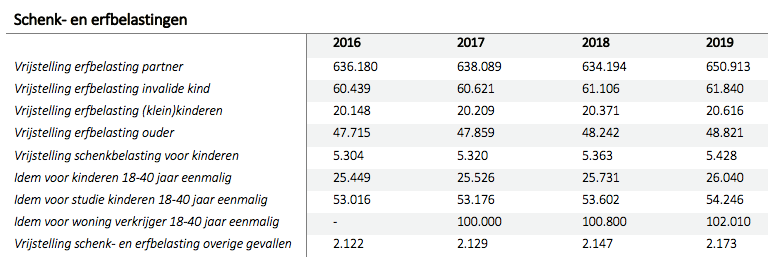 Schenk- en erfbelastingen
2016 2017 2018 2019
Vrijstelling erfbelasting partner 636.180 638.089 634.194 650.913
Vrijstelling erfbelasting invalide kind 60.439 60.621 61.106 61.840
Vrijstelling erfbelasting (klein)kinderen 20.148 20.209 20.371 20.616
Vrijstelling erfbelasting ouder 47.715 47.859 48.242 48.821
Vrijstelling schenkbelasting voor kinderen 5.304 5.320 5.363 5.428
Idem voor kinderen 18-40 jaar eenmalig 25.449 25.526 25.731 26.040
Idem voor studie kinderen 18-40 jaar eenmalig 53.016 53.176 53.602 54.246
Idem voor woning verkrijger 18-40 jaar eenmalig - 100.000 100.800 102.010
Vrijstelling schenk- en erfbelasting overige gevallen 2.122 2.129 2.147 2.173